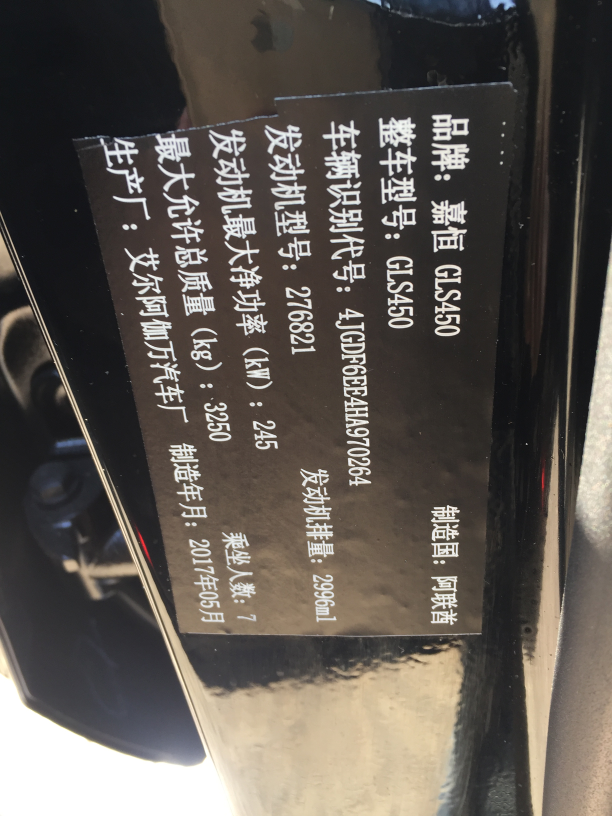 品牌：嘉恒 GLS450 制造国：阿联酋
整车型号：GLS450
车辆识别代号：4JGDF6EE4HA970264
发动机型号：276821 发动机排量：2996ml
发动机最大净功率（kW）：245
最大允许总质量（kg）：3250 乘坐人数：7
生产厂：艾尔阿伽万汽车厂 制造年月：2017年05月